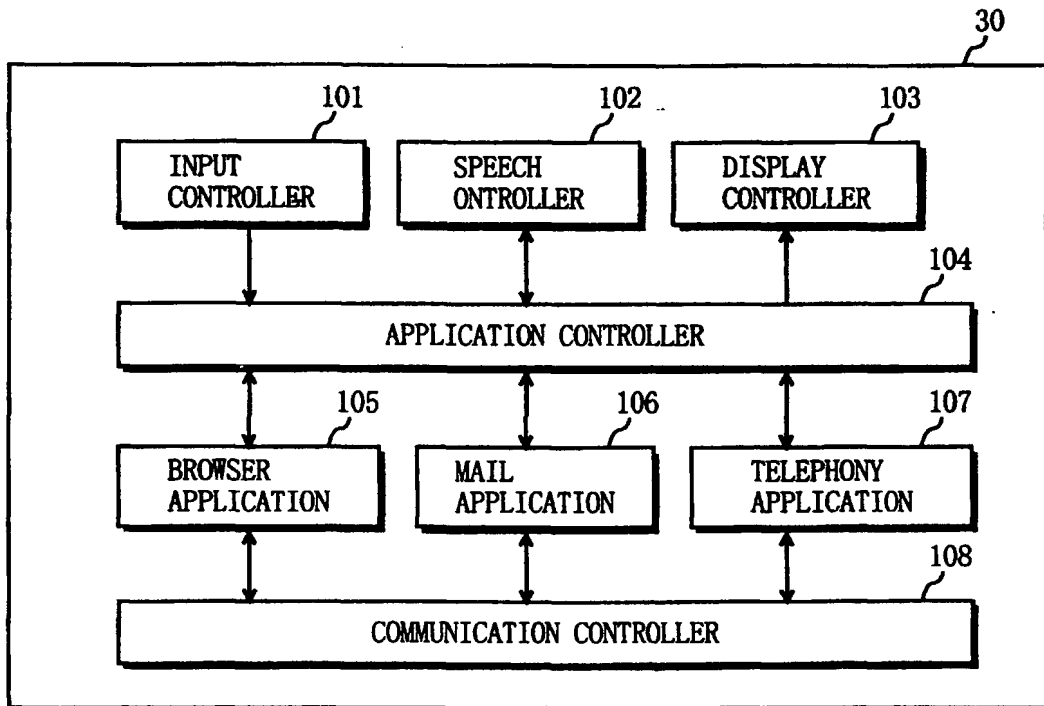 30
101
102
103
INPUT
CONTROLLER
SPEECH
ONTROLLER
DISPLAY
CONTROLLER
104
APPLICATION CONTROLLER
105
106
107
BROWSER
APPLICATION
MAIL
APPLICATION
TELEPHONY
APPLICATION
108
COMMUNICATION CONTROLLER